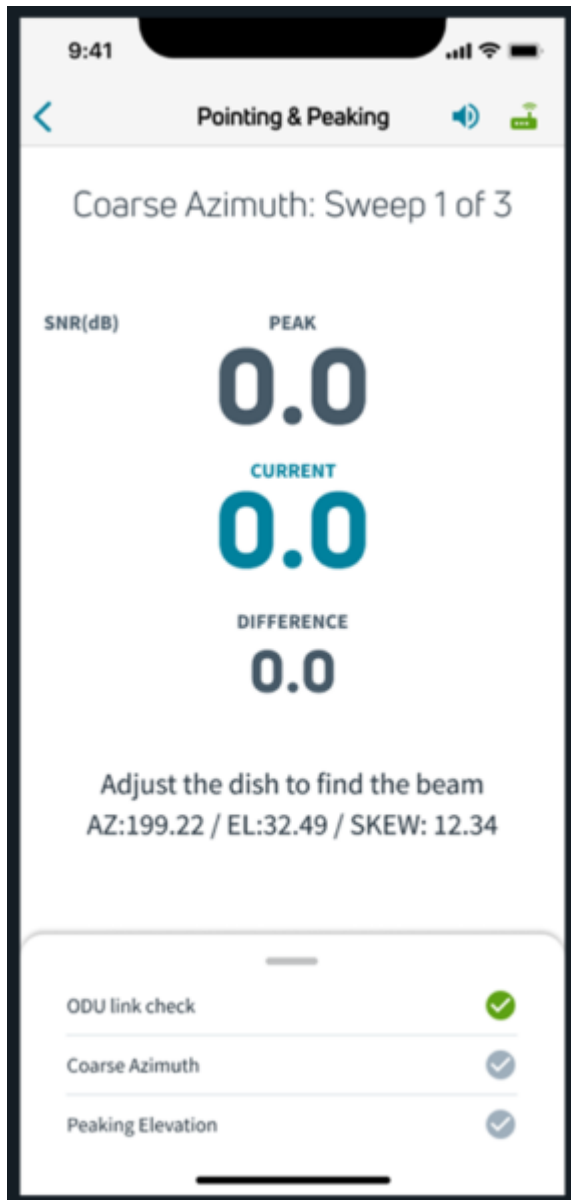 9:41
Pointing & Peaking
Coarse Azimuth: Sweep 1 of 3
SNR(dB) PEAK
0.0
CURRENT
0.0
DIFFERENCE
0.0
Adjust the dish to find the beam
AZ:199.22 / EL:32.49 / SKEW: 12.34
ODU link check
Coarse Azimuth
Peaking Elevation